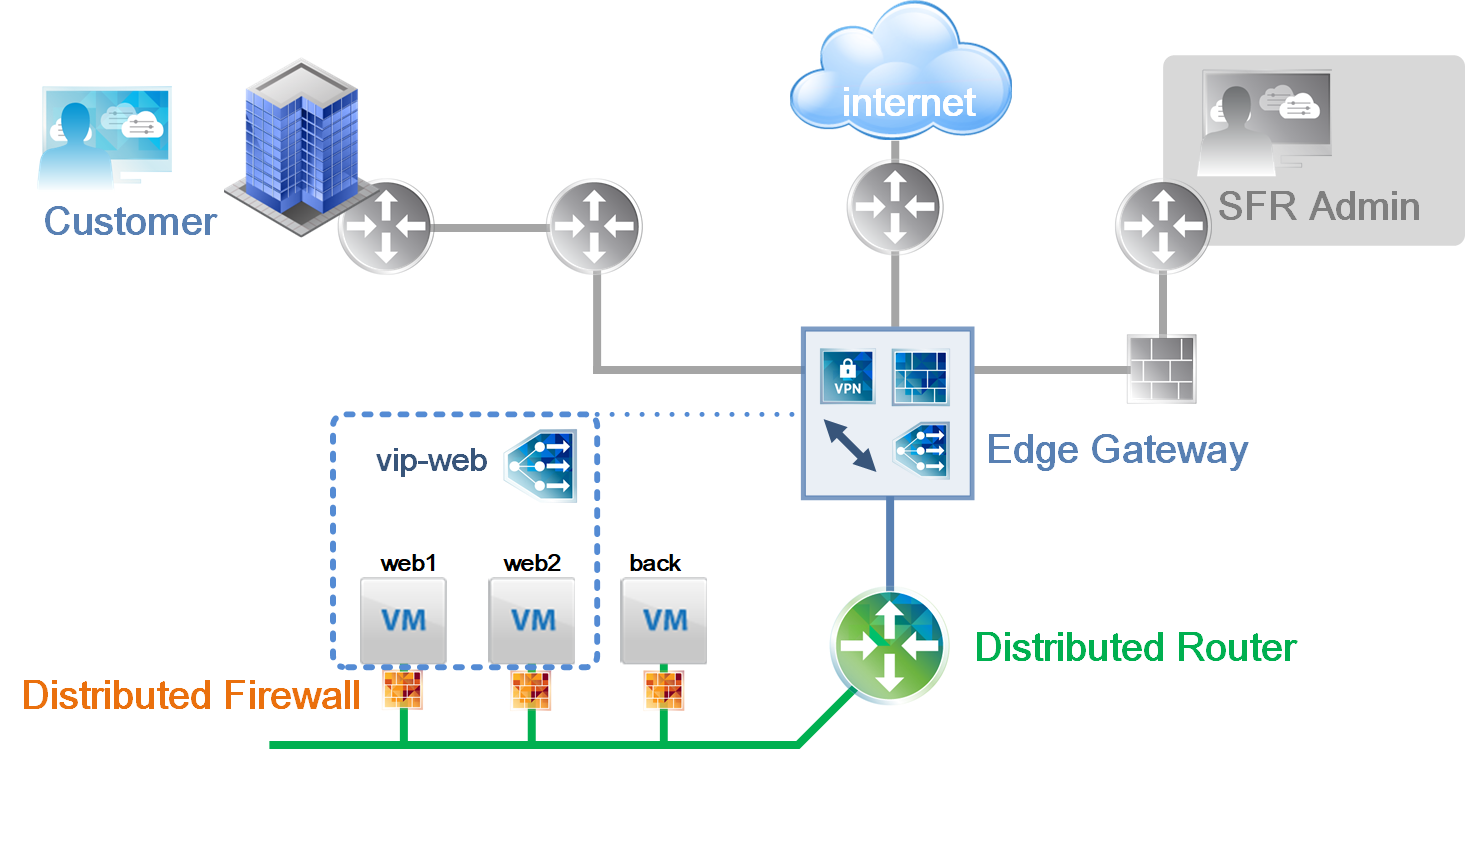 internet
Customer
SFR Admin
VPN
Edge Gateway
vip-web
web1
web2
back
VM
VM
VM
Distributed Router
Distributed Firewall